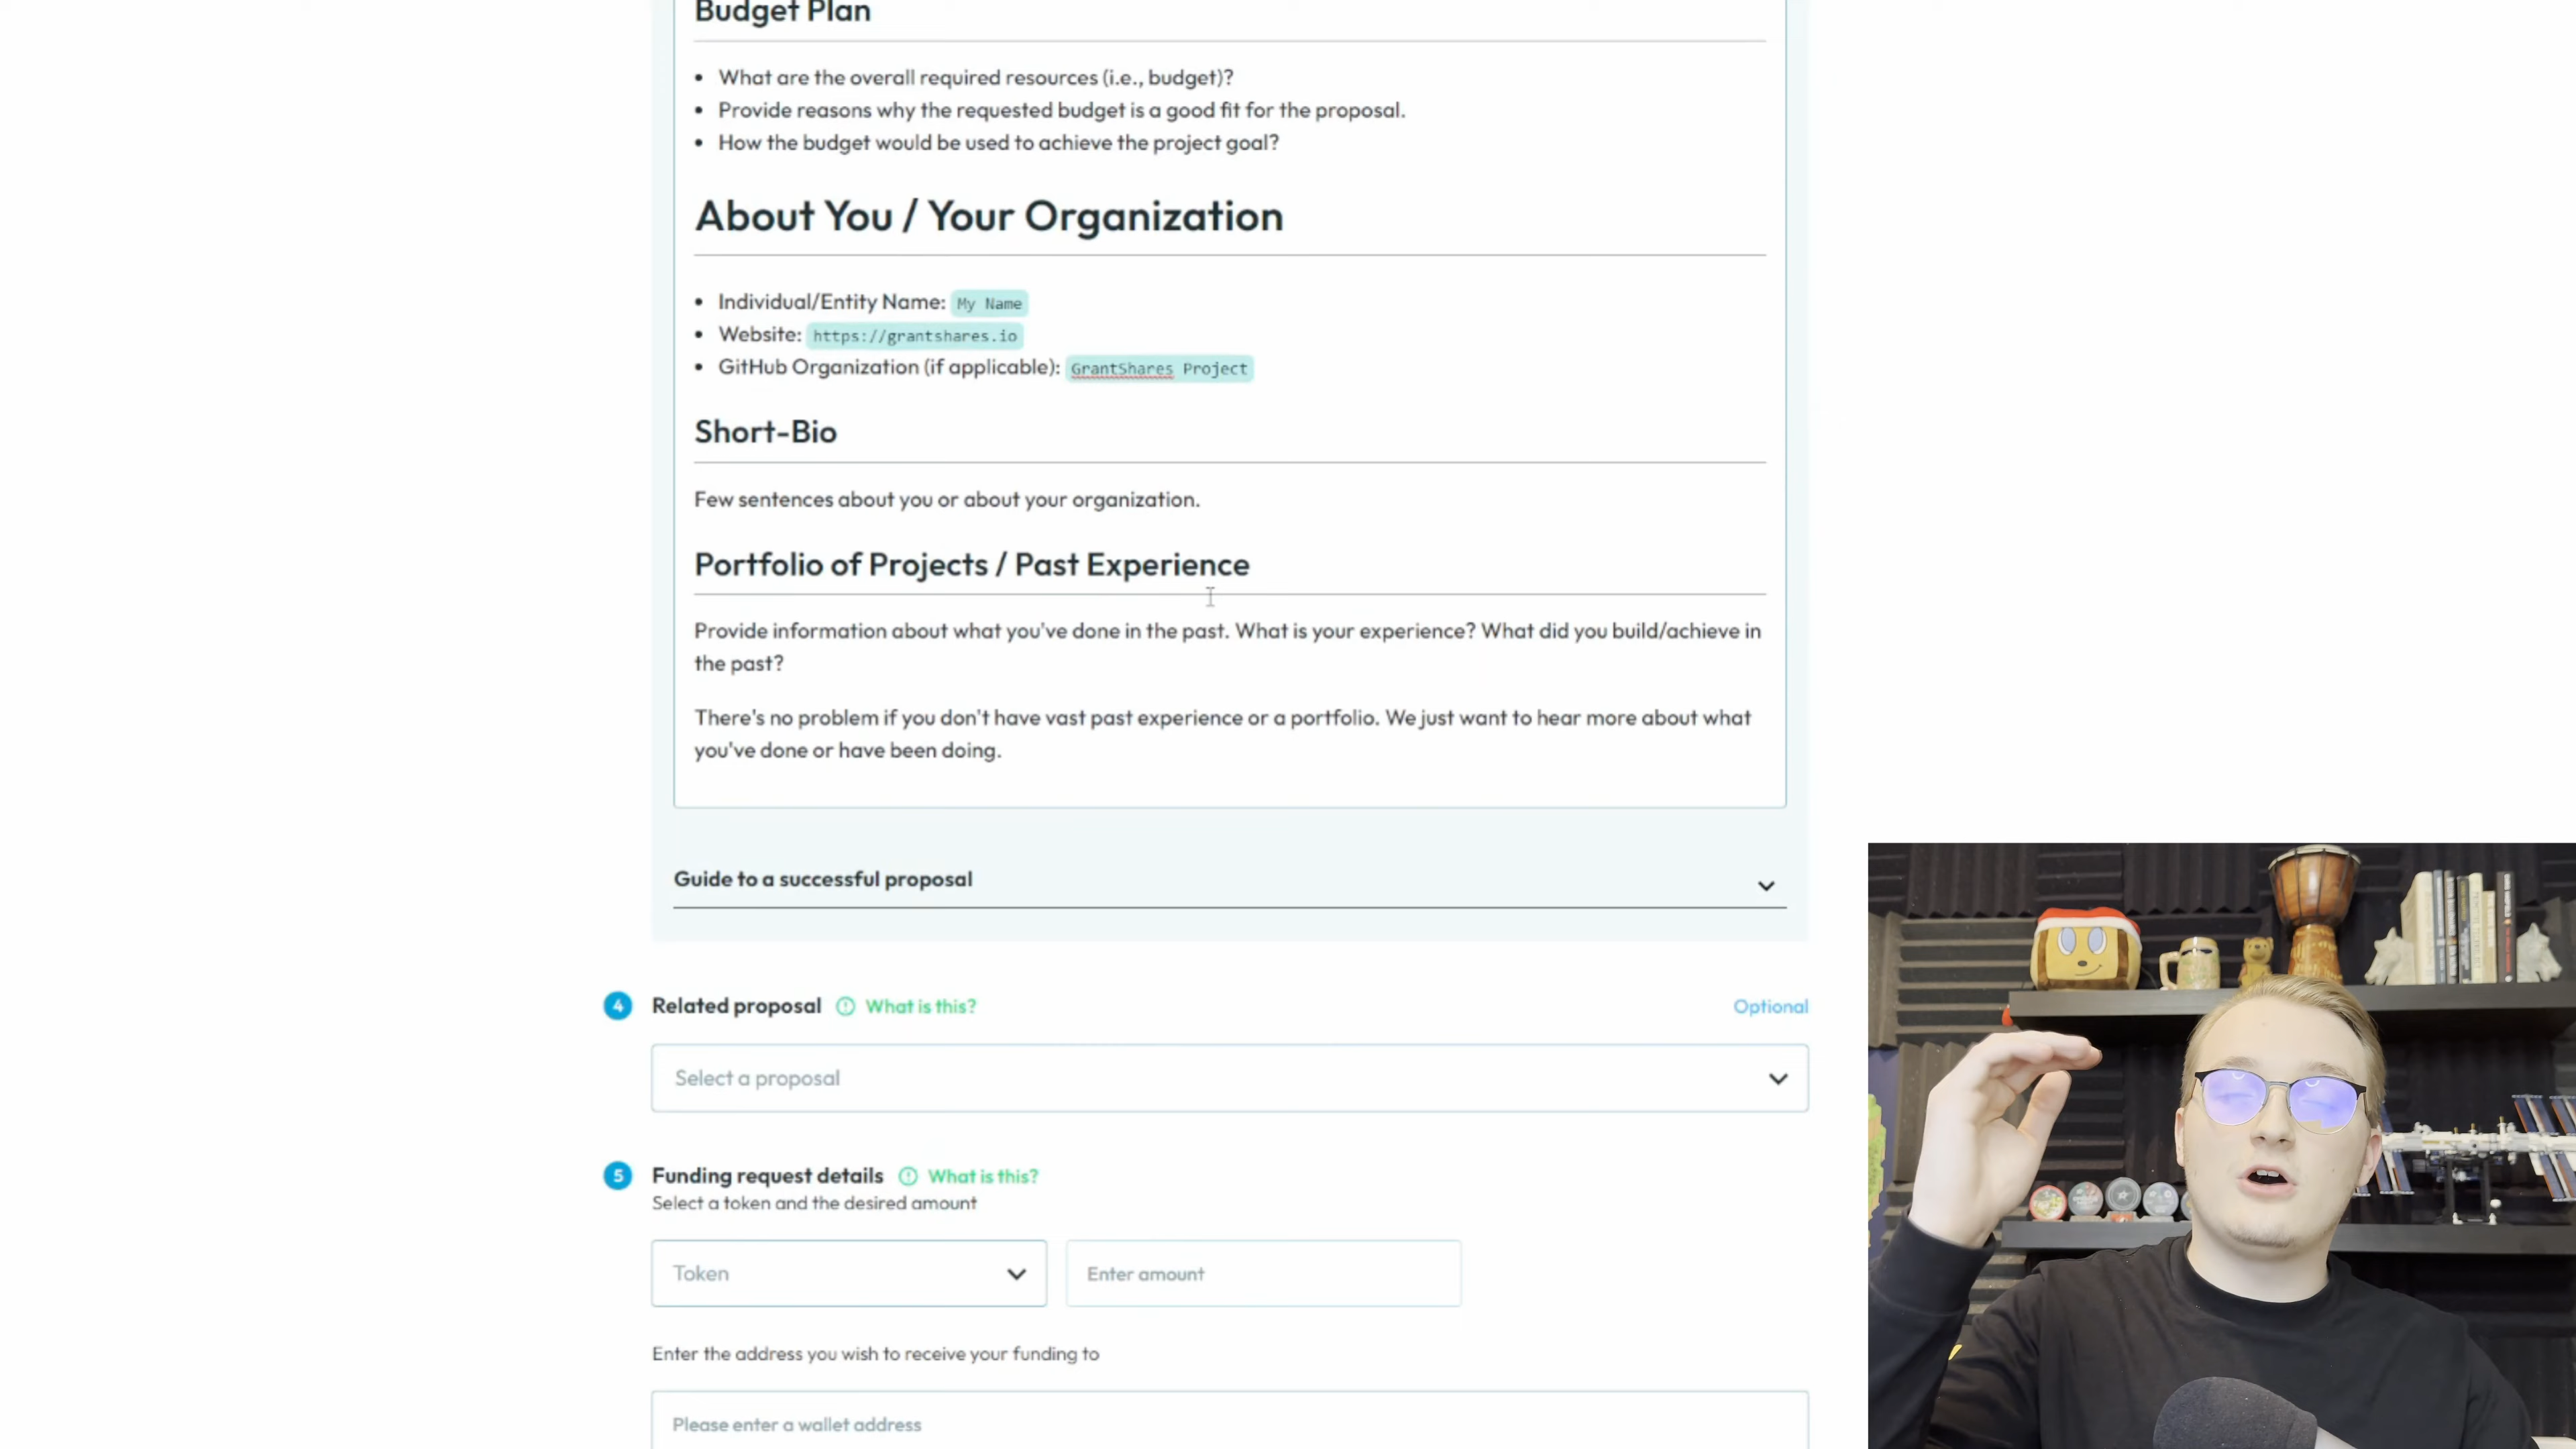 Budget Plan
What are the overall required resources (i.e., budget)?
Provide reasons why the requested budget is a good fit for the proposal.
How the budget would be used to achieve the project goal?
About You / Your Organization
Individual/Entity Name: My Name
Website: https://grantshares.io
GitHub Organization (if applicable): GrantShares Project
Short-Bio
Few sentences about you or about your organization.
Portfolio of Projects / Past Experience
Provide information about what you've done in the past. What is your experience? What did you build/achieve in
the past?
There's no problem if you don't have vast past experience or a portfolio. We just want to hear more about what
you've done or have been doing.
Guide to a successful proposal
4 Related proposal What is this? Optional
Select a proposal
5 Funding request details What is this?
Select a token and the desired amount
Token Enter amount
Enter the address you wish to receive your funding to
Please enter a wallet address